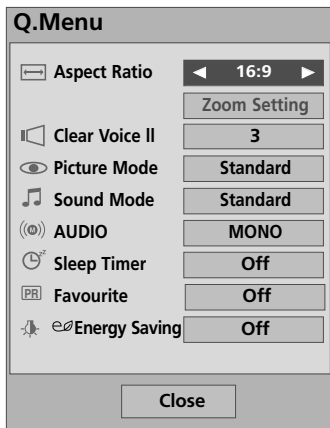 Q.Menu
Aspect Ratio ◄ 16:9 ►
Zoom Setting
Clear Voice ll 3
Picture Mode Standard
Sound Mode Standard
AUDIO MONO
Sleep Timer Off
PR Favourite Off
Energy Saving Off
Close